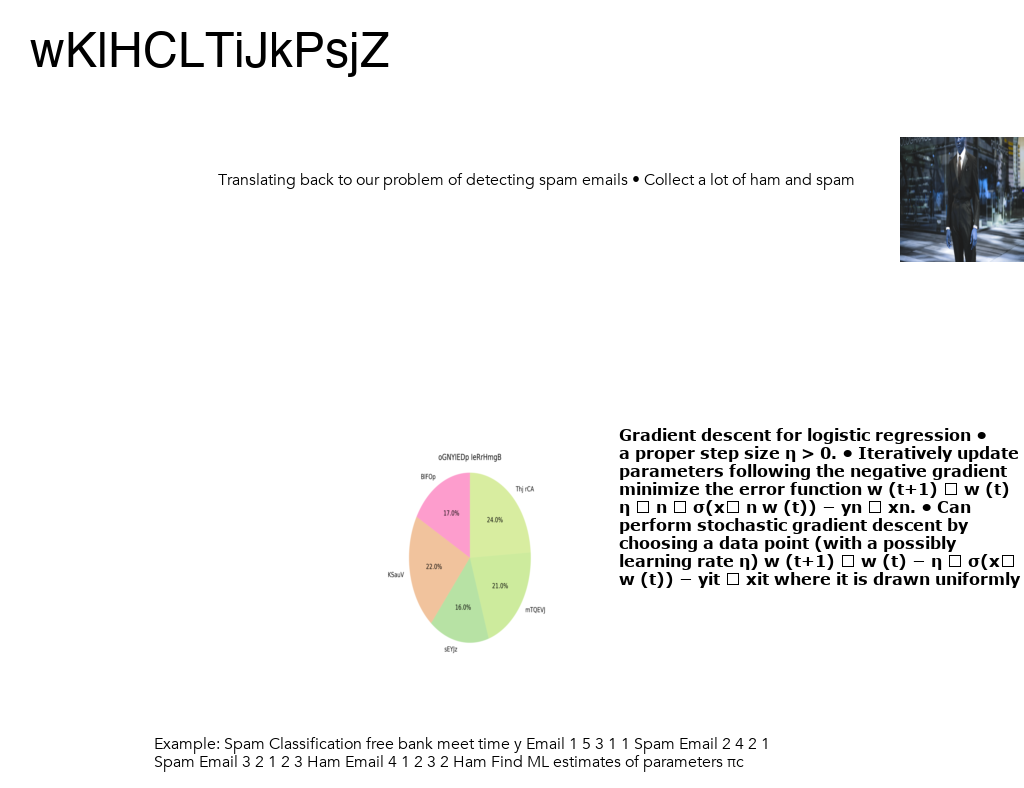 wKlHCLTiJkPsjZ
Translating back to our problem of detecting spam emails • Collect a lot of ham and spam
Gradient descent for logistic regression •
a proper step size η > 0. • Iteratively update
parameters following the negative gradient
minimize the error function w (t+1) □ w (t)
η □ n □ σ(x□ n w (t)) − yn □ xn. • Can
perform stochastic gradient descent by
choosing a data point (with a possibly
learning rate η) w (t+1) □ w (t) − η □ σ(x□
w (t)) − yit □ xit where it is drawn uniformly
oGNYIEDp leRrHmgB
BlFOp
Thj rCA
17.0%
24.0%
22.0%
KSauV
21.0%
16.0%
mTQEVJ
sEYJz
Example: Spam Classification free bank meet time y Email 1 5 3 1 1 Spam Email 2 4 2 1
Spam Email 3 2 1 2 3 Ham Email 4 1 2 3 2 Ham Find ML estimates of parameters πc